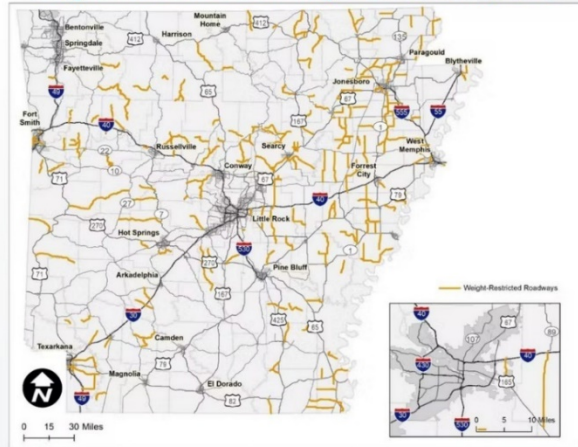 Mountain
Home
Bentonville
Harrison
412
412
Springdale
Paragould
135
Fayetteville
Blytheville
Jonesboro
65
87
49
167
1
555
55
Fort
Smith
40
Searcy
West
Memphis
Russellville
22
Conway
Forrest
City
10
71
67
79
27
7
40
270
Little Rock
Hot Springs
530
1
270
Pine Bluff
71
Arkadelphia
167
30
425
65
Weight-Restricted Roadways
Texarkana
Camden
79
Magnolia
El Dorado
82
49
N
0 15 30 Miles
40
67
107
89
430
40
165
30
530
0 5 10 Miles